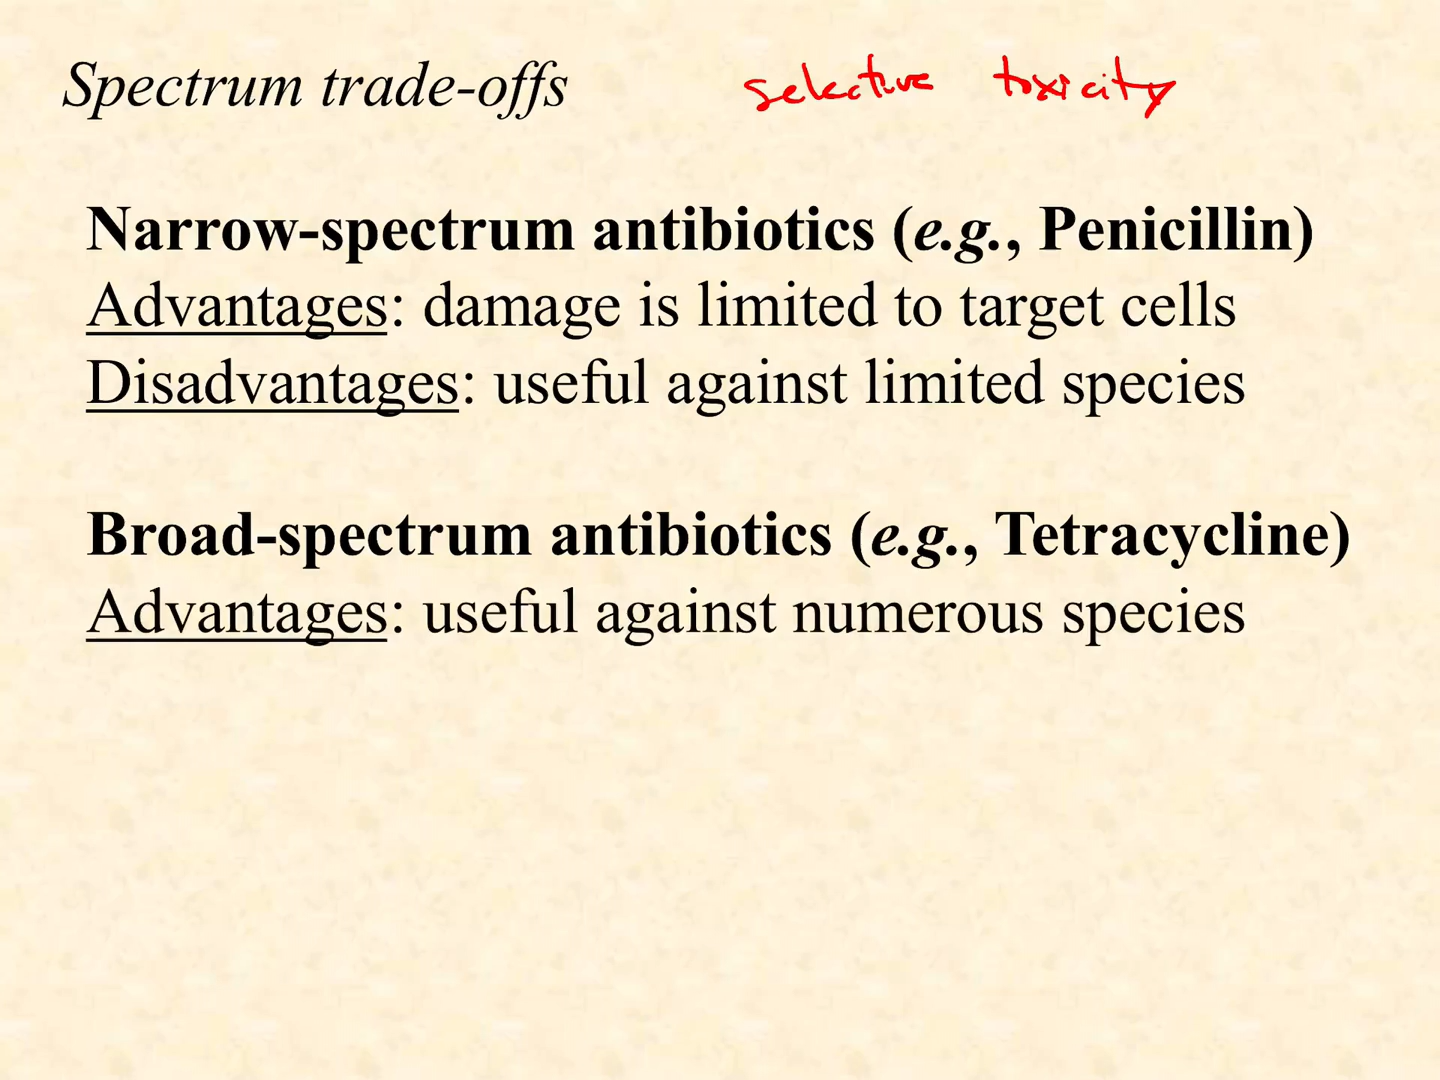 Spectrum trade-offs selective toxicity
Narrow-spectrum antibiotics (e.g., Penicillin)
Advantages: damage is limited to target cells
Disadvantages: useful against limited species
Broad-spectrum antibiotics (e.g., Tetracycline)
Advantages: useful against numerous species